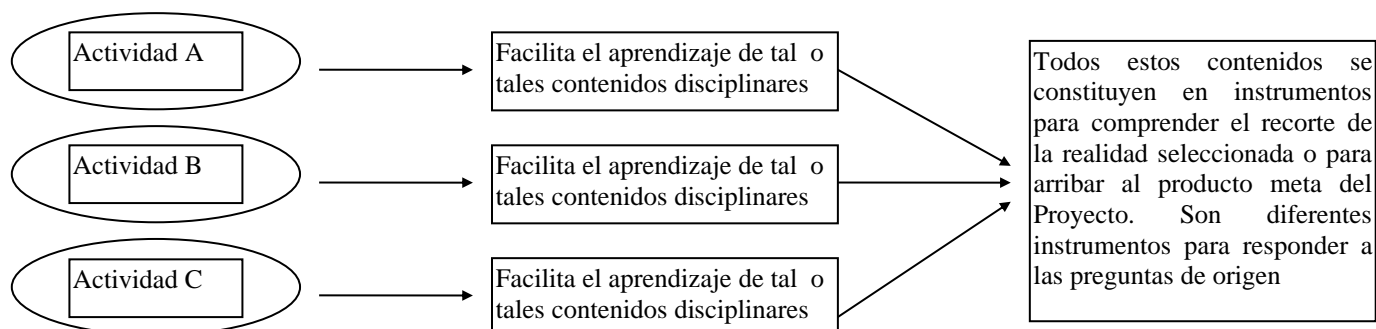 Actividad A
Facilita el aprendizaje de tal o
tales contenidos disciplinares
Actividad B
Facilita el aprendizaje de tal o
tales contenidos disciplinares
Actividad C
Facilita el aprendizaje de tal o
tales contenidos disciplinares
Todos estos contenidos se
constituyen en instrumentos
para comprender el recorte de
la realidad seleccionada o para
arribar al producto meta del
Proyecto. Son diferentes
instrumentos para responder a
las preguntas de origen